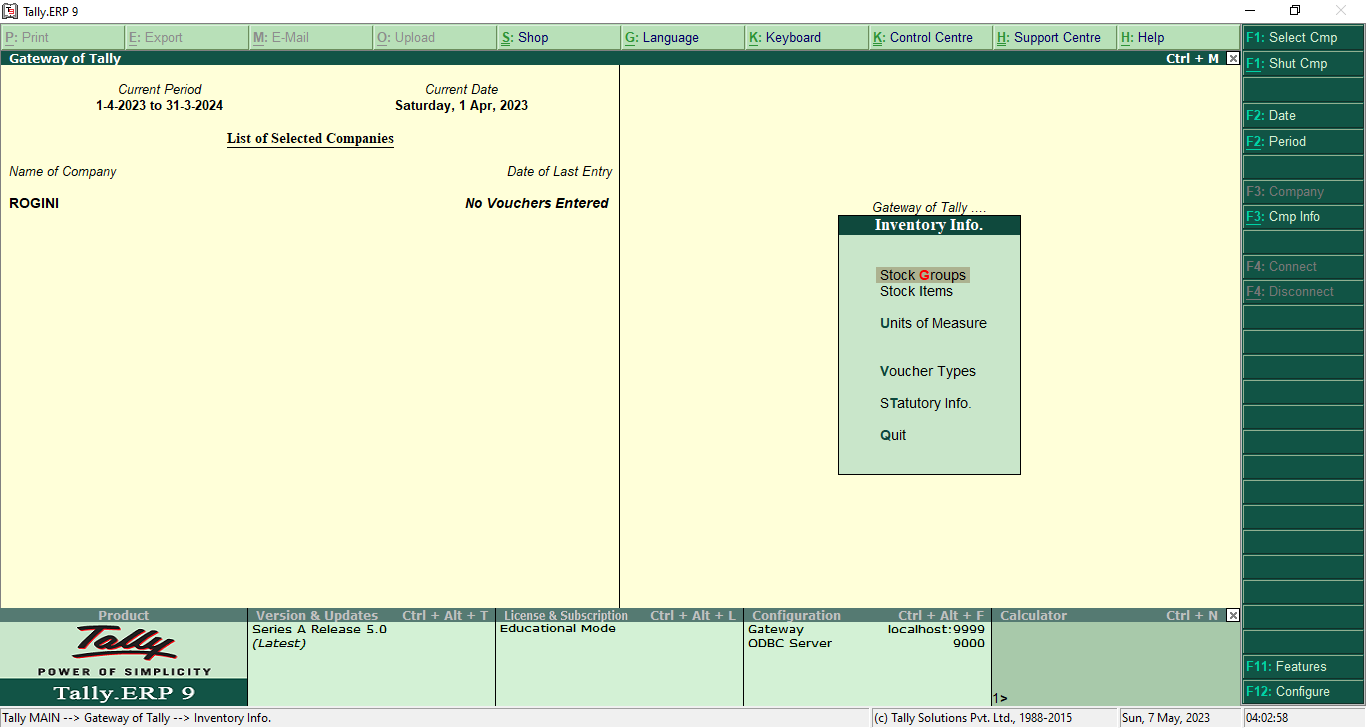 Tally.ERP 9
P: Print E: Export M: E-Mail O: Upload S: Shop G: Language K: Keyboard K: Control Centre H: Support Centre H: Help
Gateway of Tally Ctrl + M
Current Period Current Date
1-4-2023 to 31-3-2024 Saturday, 1 Apr, 2023
List of Selected Companies
Name of Company Date of Last Entry
ROGINI No Vouchers Entered
Gateway of Tally ....
Inventory Info.
Stock Groups
Stock Items
Units of Measure
Voucher Types
STatutory Info.
Quit
F1: Select Cmp
F1: Shut Cmp
F2: Date
F2: Period
F3: Company
F3: Cmp Info
F4: Connect
F4: Disconnect
F11: Features
F12: Configure
Product
Tally
POWER OF SIMPLICITY
Tally.ERP 9
Version & Updates Ctrl + Alt + T
Series A Release 5.0
(Latest)
License & Subscription Ctrl + Alt + L
Educational Mode
Configuration Ctrl + Alt + F
Gateway localhost:9999
ODBC Server 9000
Calculator Ctrl + N
1>
Tally MAIN --> Gateway of Tally --> Inventory Info. (c) Tally Solutions Pvt. Ltd., 1988-2015 Sun, 7 May, 2023 04:02:58